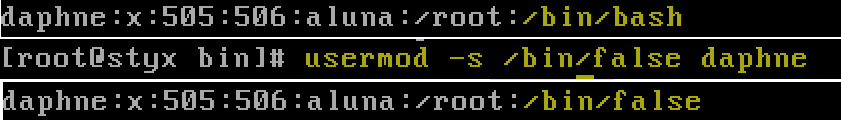 daphne:x:505:506:aluna:/root:/bin/bash
[root@styx bin]# usermod -s /bin/false daphne
daphne:x:505:506:aluna:/root:/bin/false